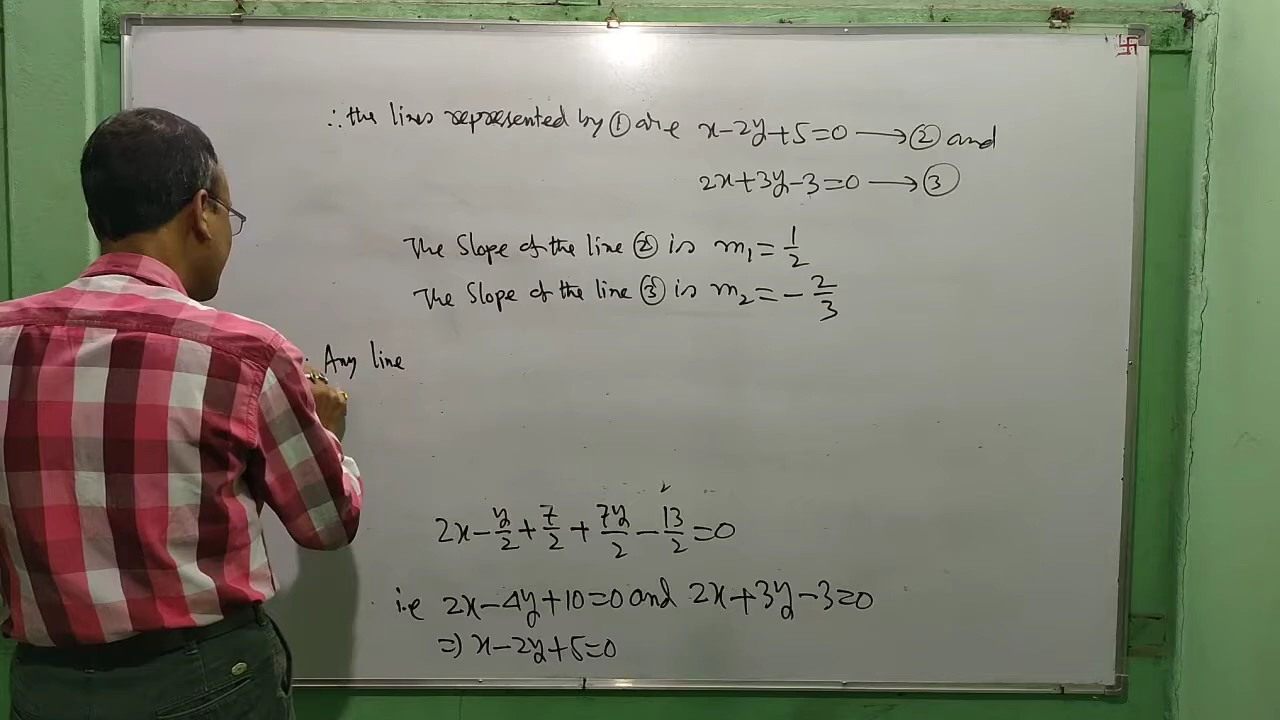 ∴ the lines represented by ① are x-2y+5=0 ⟶ ② and
2x+3y-3=0 ⟶ ③
The Slope of the line ② is m₁ = 1/2
The Slope of the line ③ is m₂ = -2/3
Any line
2x - y/2 + 7/2 + 7y/2 - 13/2 = 0
i.e 2x-4y+10=0 and 2x+3y-3=0
⇒ x-2y+5=0